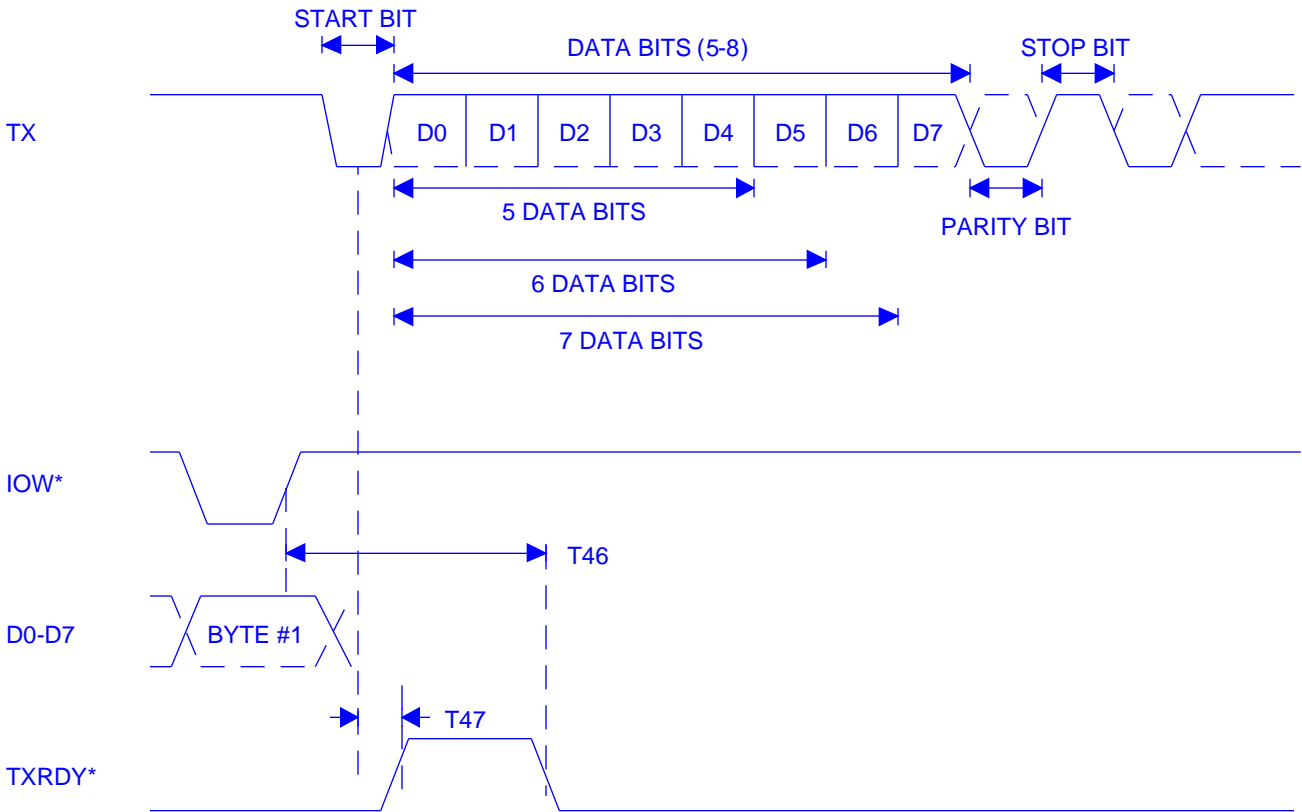 START BIT
DATA BITS (5-8)
STOP BIT
TX
D0 D1 D2 D3 D4 D5 D6 D7
5 DATA BITS
PARITY BIT
6 DATA BITS
7 DATA BITS
IOW*
T46
D0-D7
BYTE #1
T47
TXRDY*